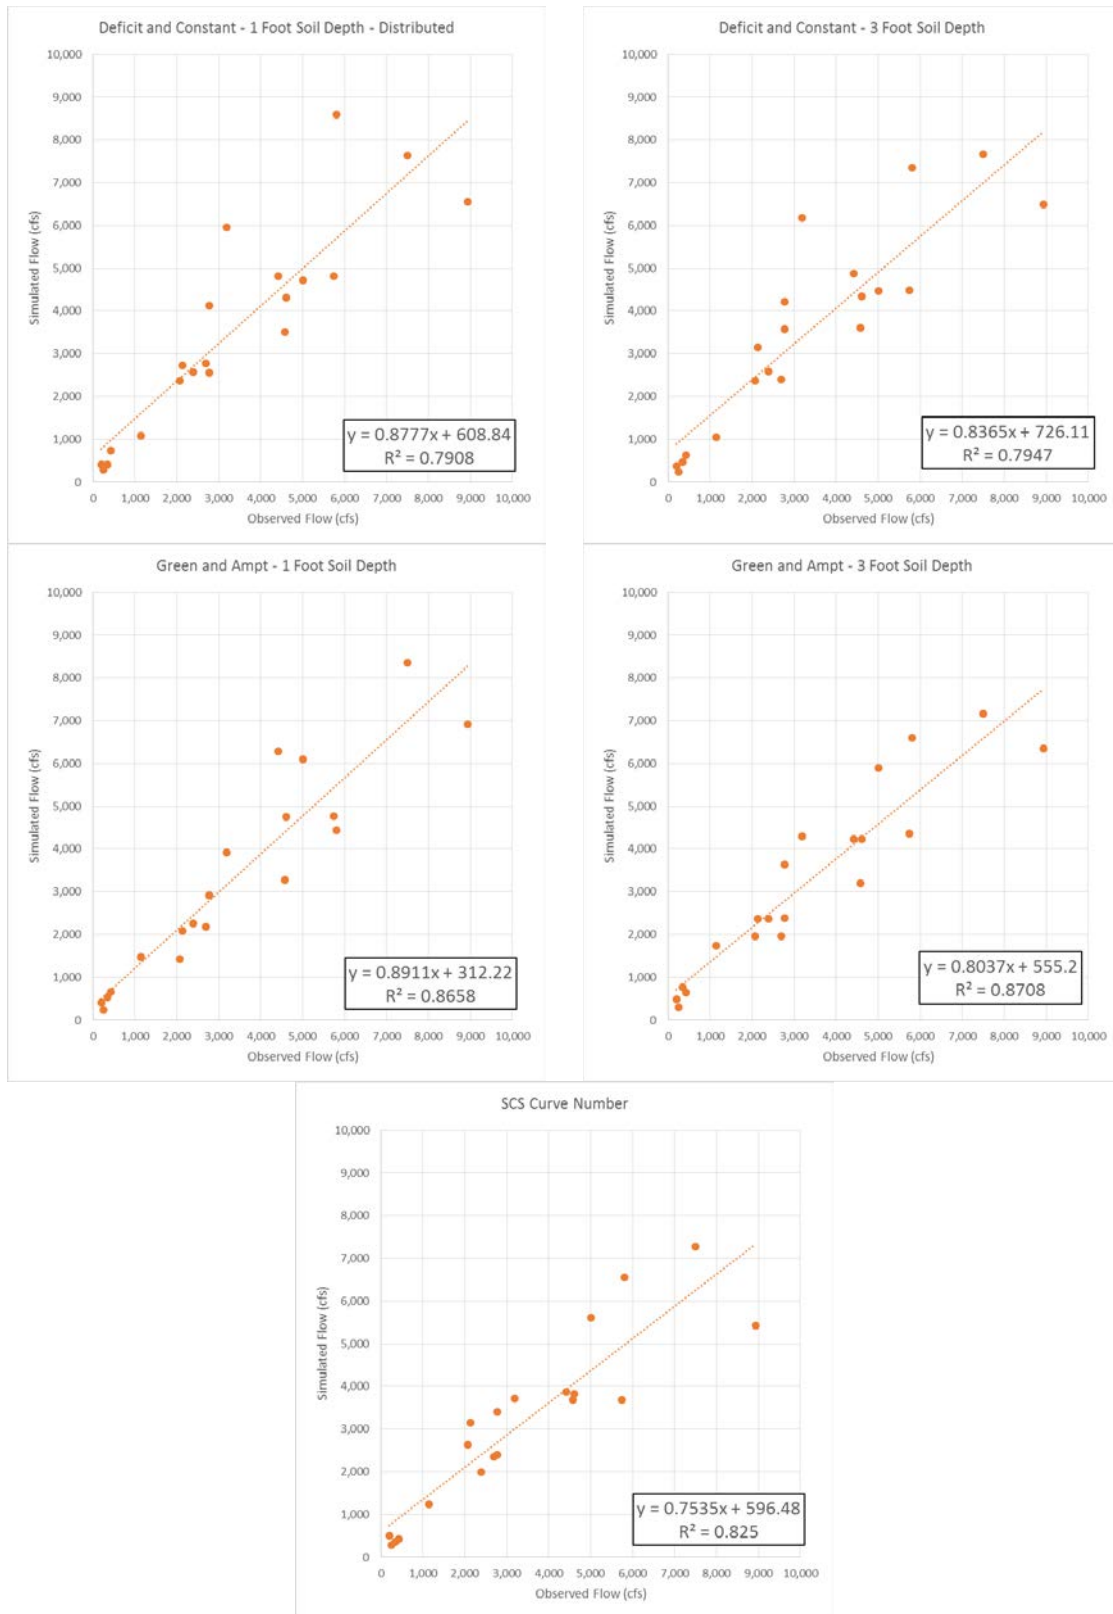 Deficit and Constant - 1 Foot Soil Depth - Distributed
10,000
9,000
8,000
7,000
6,000
5,000
4,000
3,000
2,000
1,000
0
Simulated Flow (cfs)
y = 0.8777x + 608.84
R² = 0.7908
0 1,000 2,000 3,000 4,000 5,000 6,000 7,000 8,000 9,000 10,000
Observed Flow (cfs)
Deficit and Constant - 3 Foot Soil Depth
10,000
9,000
8,000
7,000
6,000
5,000
4,000
3,000
2,000
1,000
0
Simulated Flow (cfs)
y = 0.8365x + 726.11
R² = 0.7947
0 1,000 2,000 3,000 4,000 5,000 6,000 7,000 8,000 9,000 10,000
Observed Flow (cfs)
Green and Ampt - 1 Foot Soil Depth
10,000
9,000
8,000
7,000
6,000
5,000
4,000
3,000
2,000
1,000
0
Simulated Flow (cfs)
y = 0.8911x + 312.22
R² = 0.8658
0 1,000 2,000 3,000 4,000 5,000 6,000 7,000 8,000 9,000 10,000
Observed Flow (cfs)
Green and Ampt - 3 Foot Soil Depth
10,000
9,000
8,000
7,000
6,000
5,000
4,000
3,000
2,000
1,000
0
Simulated Flow (cfs)
y = 0.8037x + 555.2
R² = 0.8708
0 1,000 2,000 3,000 4,000 5,000 6,000 7,000 8,000 9,000 10,000
Observed Flow (cfs)
SCS Curve Number
10,000
9,000
8,000
7,000
6,000
5,000
4,000
3,000
2,000
1,000
0
Simulated Flow (cfs)
y = 0.7535x + 596.48
R² = 0.825
0 1,000 2,000 3,000 4,000 5,000 6,000 7,000 8,000 9,000 10,000
Observed Flow (cfs)